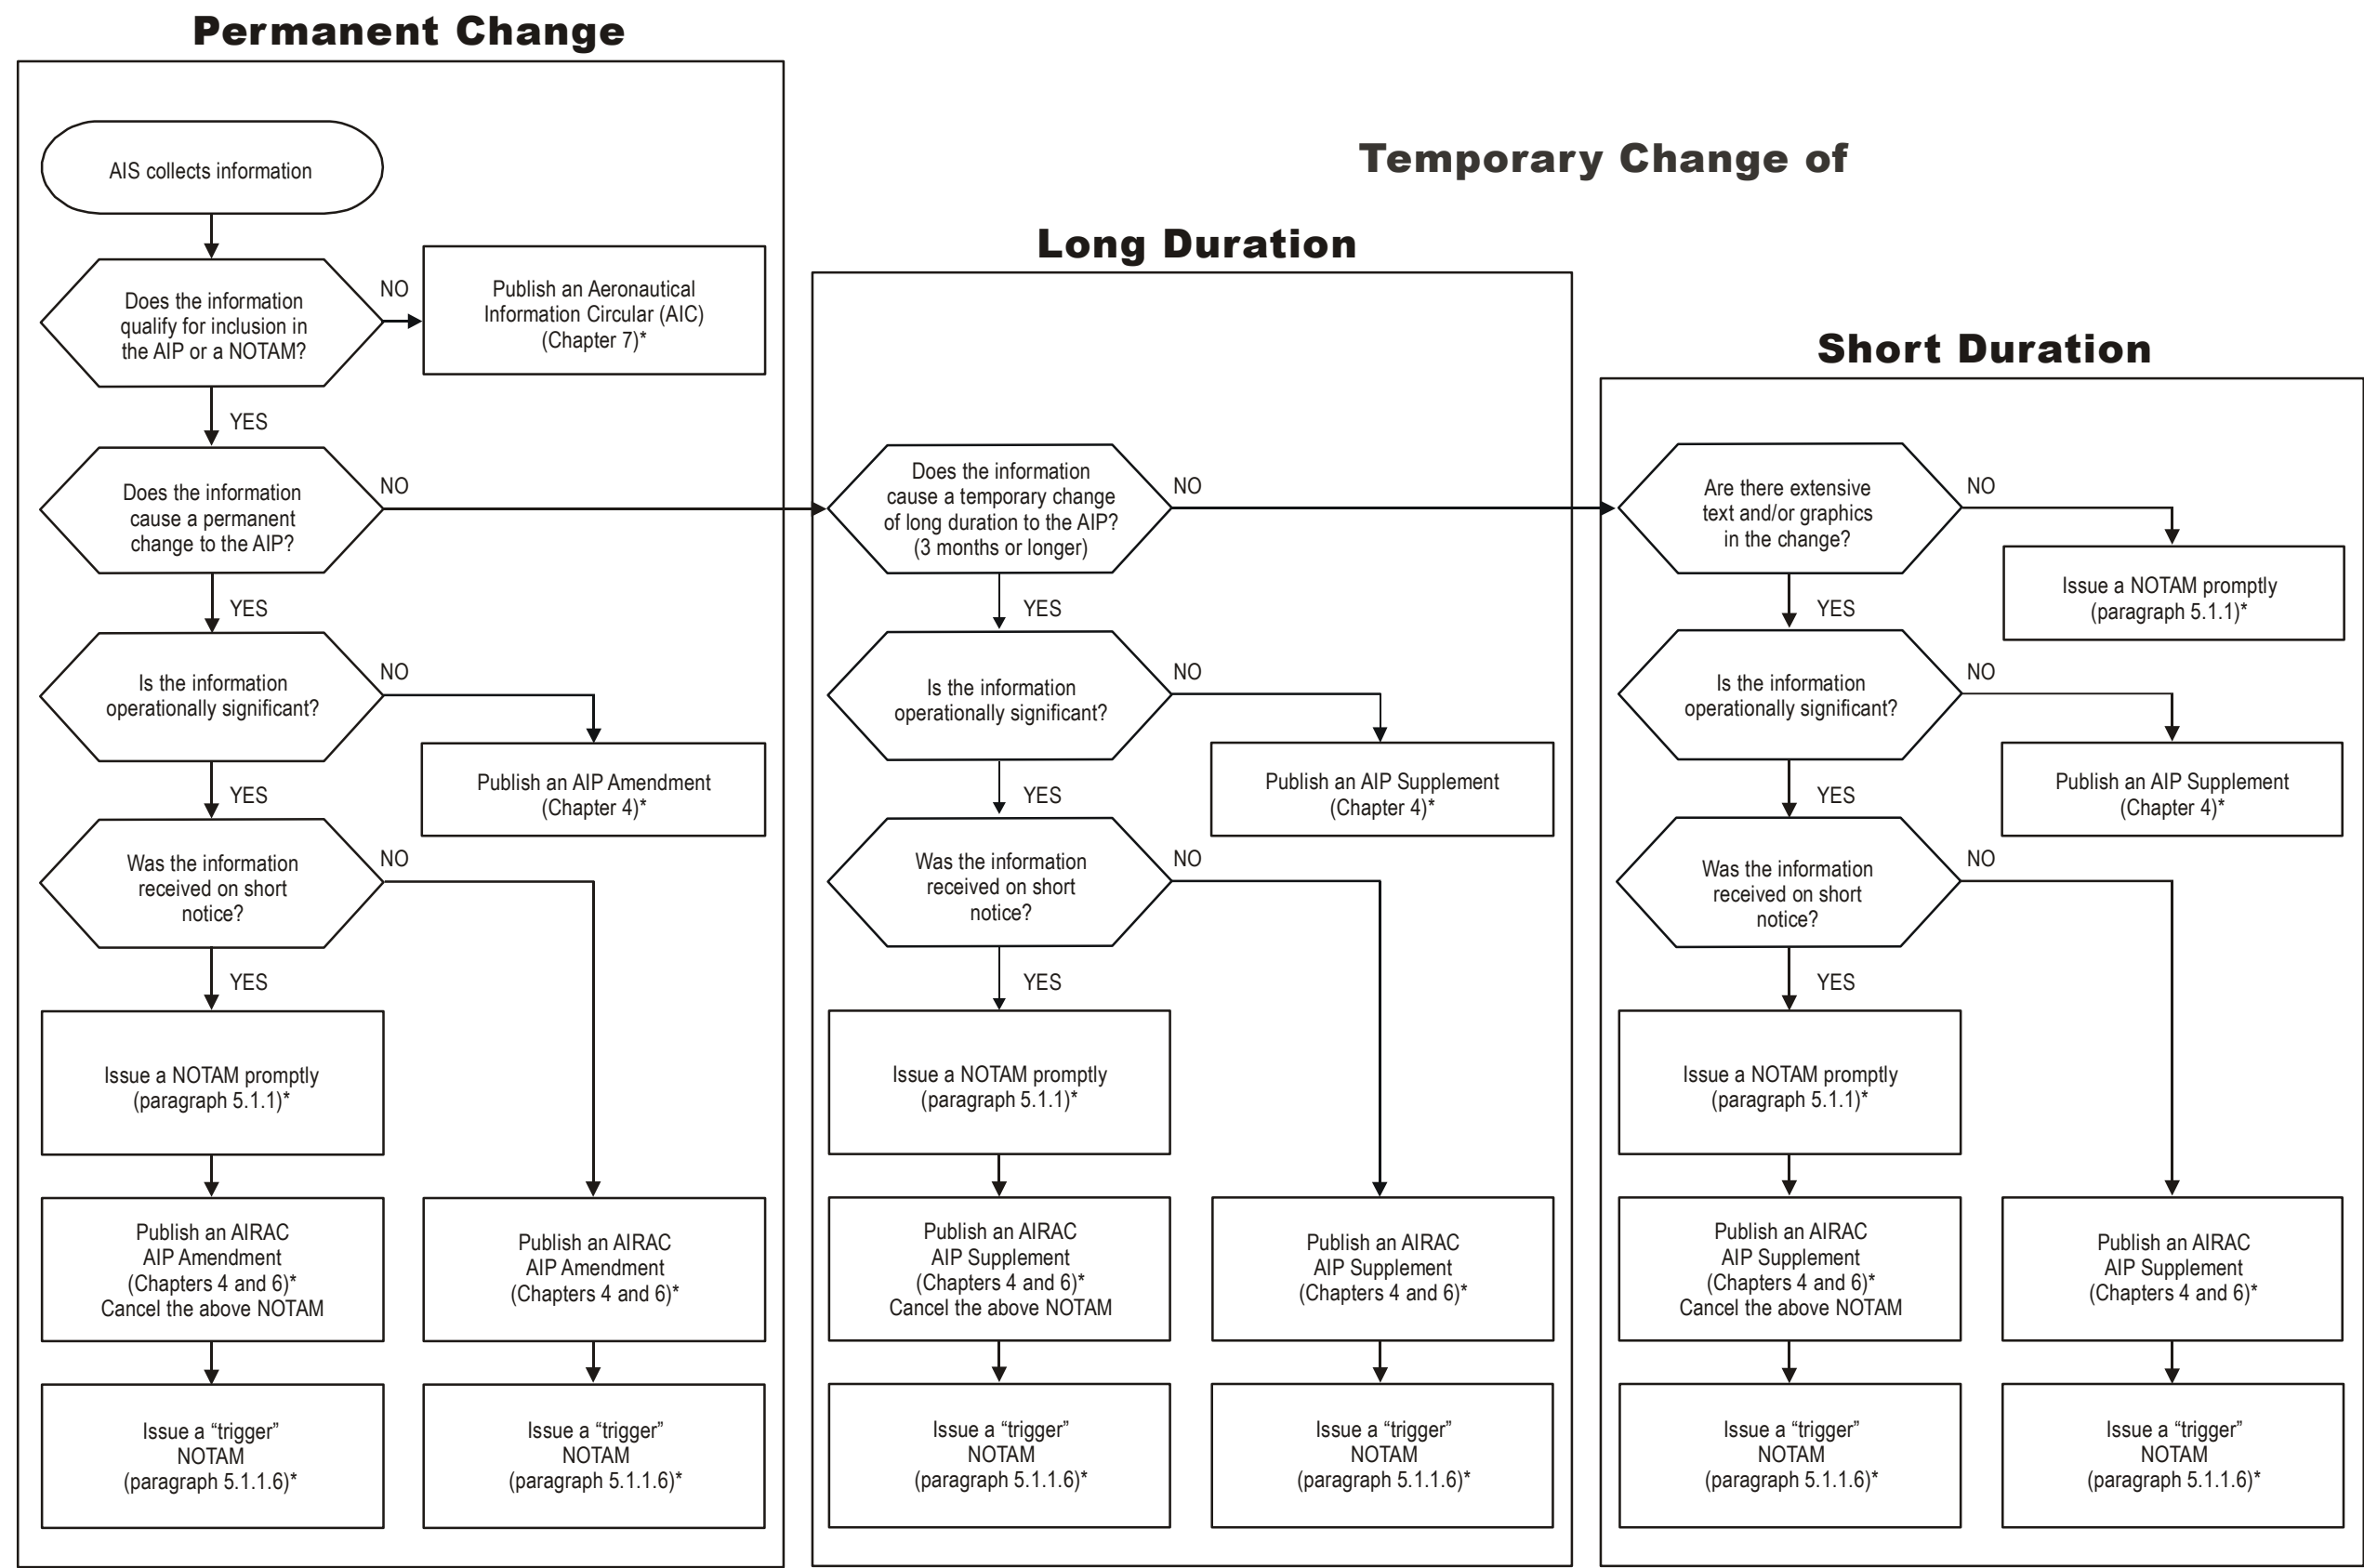 Permanent Change
AIS collects information
Does the information
qualify for inclusion in
the AIP or a NOTAM?
NO
Publish an Aeronautical
Information Circular (AIC)
(Chapter 7)*
YES
Does the information
cause a permanent
change to the AIP?
NO
YES
Is the information
operationally significant?
NO
Publish an AIP Amendment
(Chapter 4)*
YES
Was the information
received on short
notice?
NO
YES
Issue a NOTAM promptly
(paragraph 5.1.1)*
Publish an AIRAC
AIP Amendment
(Chapters 4 and 6)*
Cancel the above NOTAM
Publish an AIRAC
AIP Amendment
(Chapters 4 and 6)*
Issue a “trigger”
NOTAM
(paragraph 5.1.1.6)*
Issue a “trigger”
NOTAM
(paragraph 5.1.1.6)*
Temporary Change of
Long Duration
Does the information
cause a temporary change
of long duration to the AIP?
(3 months or longer)
NO
YES
Is the information
operationally significant?
NO
Publish an AIP Supplement
(Chapter 4)*
YES
Was the information
received on short
notice?
NO
YES
Issue a NOTAM promptly
(paragraph 5.1.1)*
Publish an AIRAC
AIP Supplement
(Chapters 4 and 6)*
Cancel the above NOTAM
Publish an AIRAC
AIP Supplement
(Chapters 4 and 6)*
Issue a “trigger”
NOTAM
(paragraph 5.1.1.6)*
Issue a “trigger”
NOTAM
(paragraph 5.1.1.6)*
Short Duration
Are there extensive
text and/or graphics
in the change?
NO
Issue a NOTAM promptly
(paragraph 5.1.1)*
YES
Is the information
operationally significant?
NO
Publish an AIP Supplement
(Chapter 4)*
YES
Was the information
received on short
notice?
NO
YES
Issue a NOTAM promptly
(paragraph 5.1.1)*
Publish an AIRAC
AIP Supplement
(Chapters 4 and 6)*
Cancel the above NOTAM
Publish an AIRAC
AIP Supplement
(Chapters 4 and 6)*
Issue a “trigger”
NOTAM
(paragraph 5.1.1.6)*
Issue a “trigger”
NOTAM
(paragraph 5.1.1.6)*